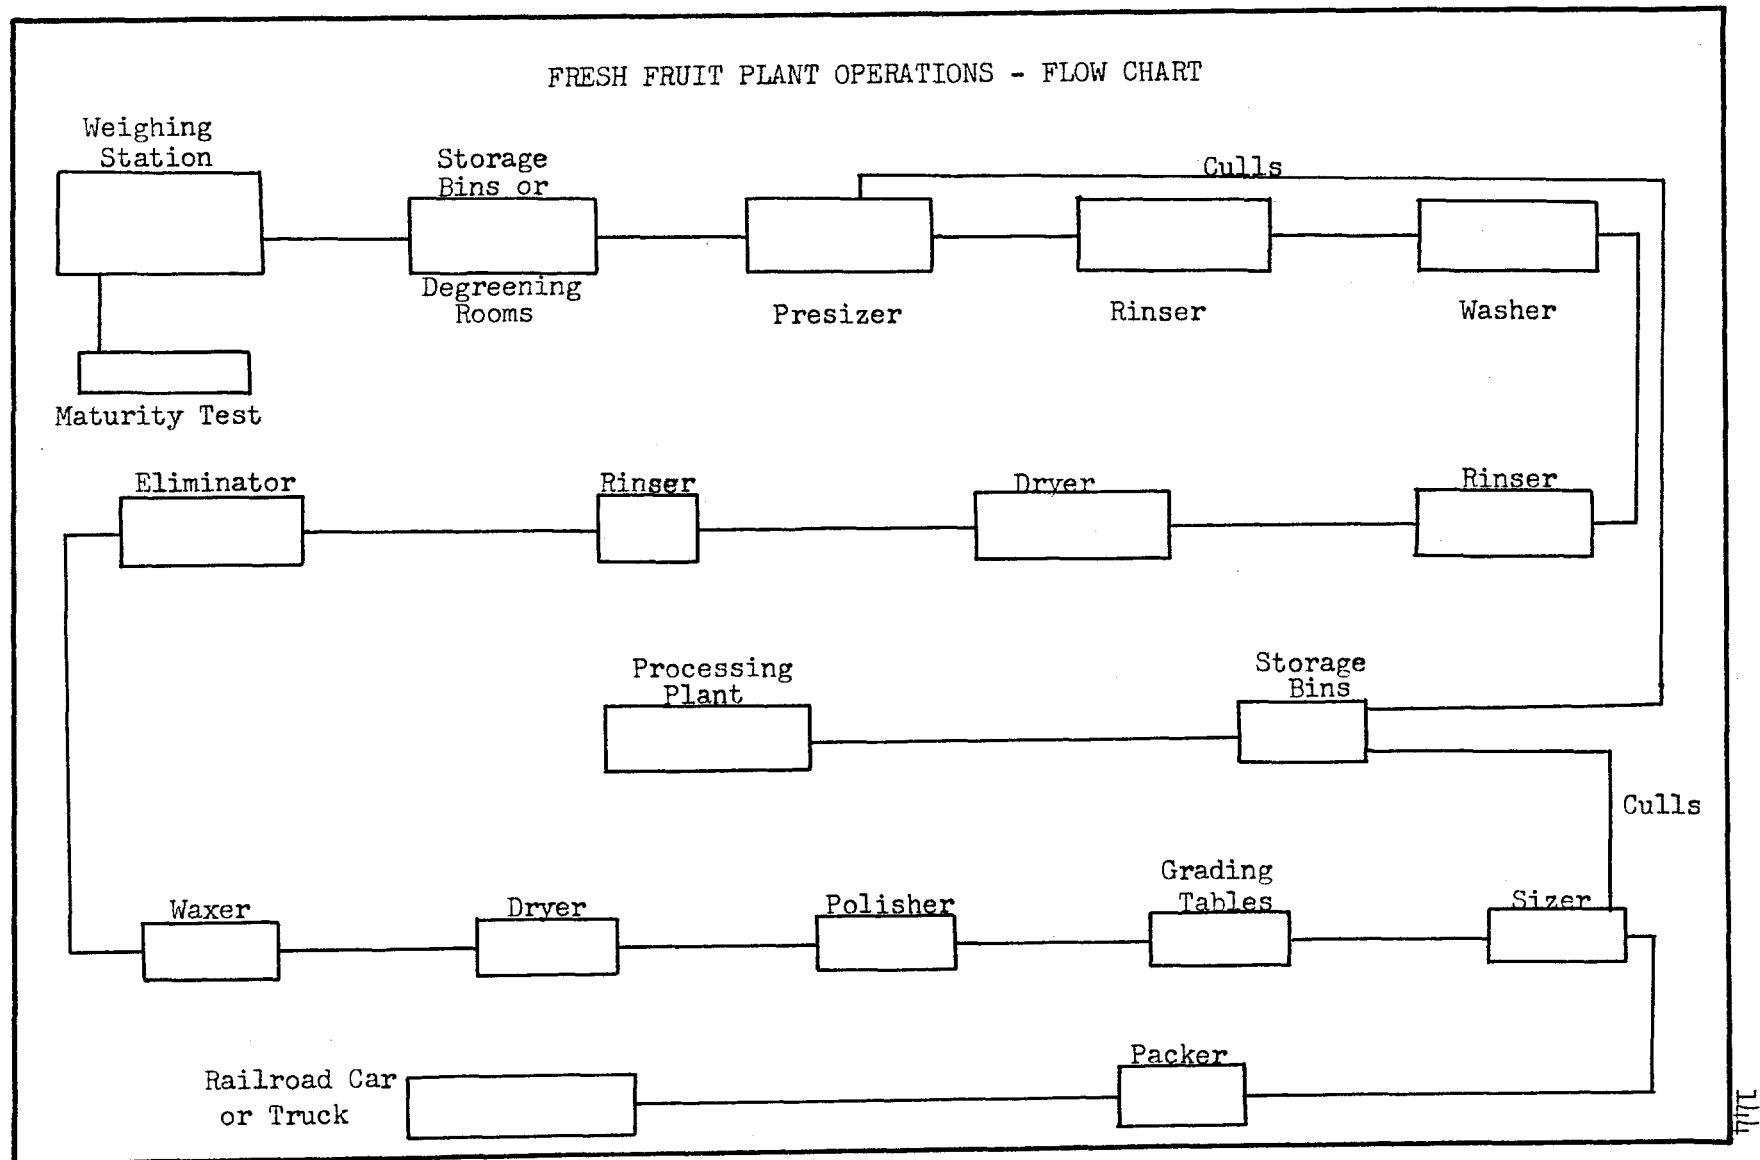 FRESH FRUIT PLANT OPERATIONS - FLOW CHART
Weighing
Station
Storage
Bins or
Degreening
Rooms
Culls
Presizer
Rinser
Washer
Maturity Test
Eliminator
Rinser
Dryer
Rinser
Processing
Plant
Storage
Bins
Culls
Waxer
Dryer
Polisher
Grading
Tables
Sizer
Packer
Railroad Car
or Truck
144